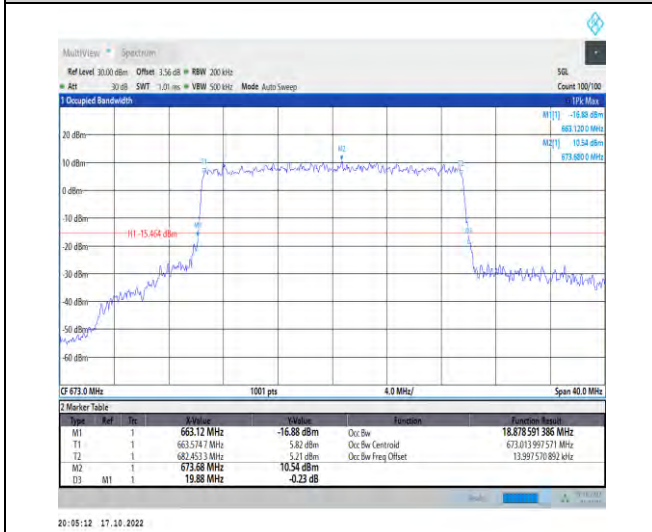 MultiView Spectrum
Ref Level 30.00 dBm Offset 3.56 dB RBW 200 kHz SGL
Att 30 dB SWT 1.01 ms VBW 500 kHz Mode Auto Sweep Count 100/100
1 Occupied Bandwidth 1Pk Max
M1[1] -16.88 dBm
663.120 0 MHz
M2[1] 10.54 dBm
673.680 0 MHz
20 dBm
M2
T1
10 dBm
0 dBm
-10 dBm
M1
H1 -15.464 dBm
-20 dBm
-30 dBm
-40 dBm
-50 dBm
-60 dBm
CF 673.0 MHz 1001 pts 4.0 MHz/ Span 40.0 MHz
2 Marker Table
Type Ref Trc X-Value Y-Value Function Function Result
M1 1 663.12 MHz -16.88 dBm Occ Bw 18.878 591 386 MHz
T1 1 663.574 7 MHz 5.82 dBm Occ Bw Centroid 673.013 997 571 MHz
T2 1 682.453 3 MHz 5.21 dBm Occ Bw Freq Offset 13.997 570 892 kHz
M2 1 673.68 MHz 10.54 dBm
D3 M1 1 19.88 MHz -0.23 dB
20:05:12 17.10.2022